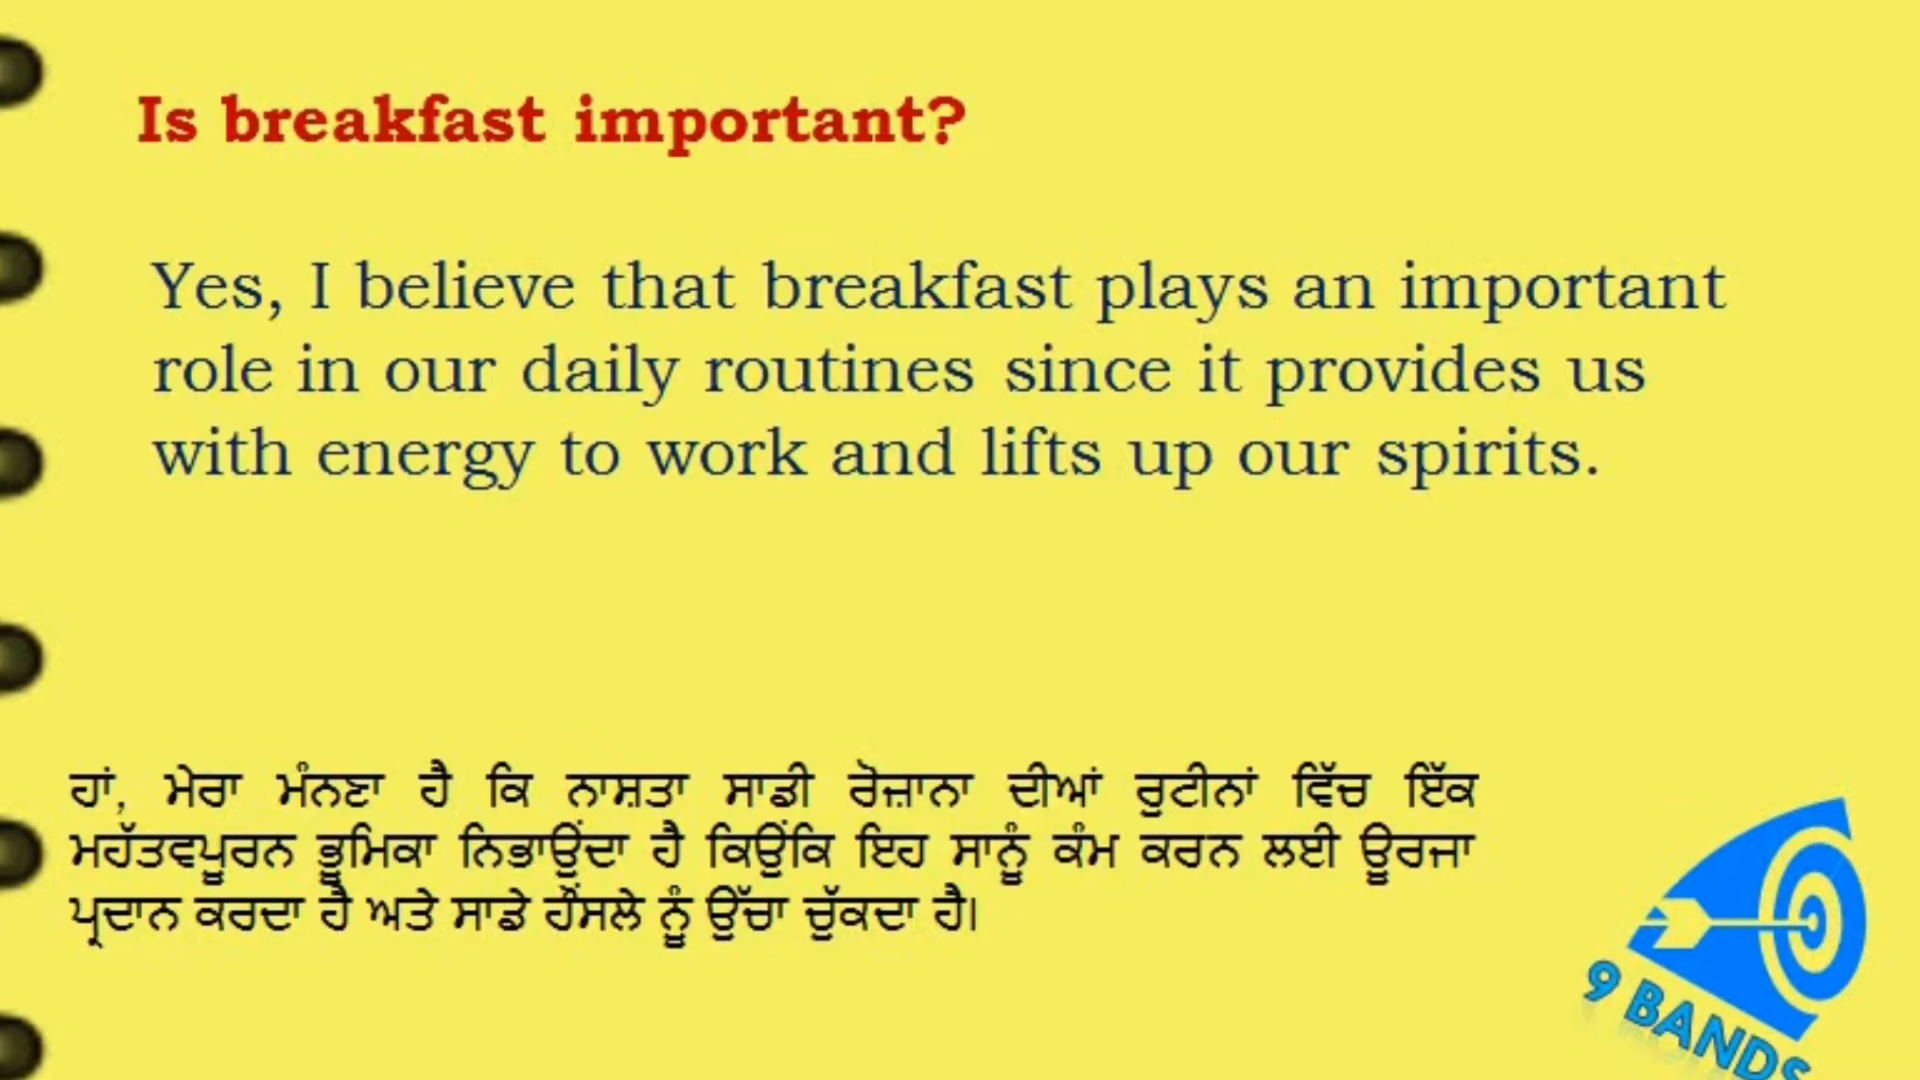 Is breakfast important?
Yes, I believe that breakfast plays an important
role in our daily routines since it provides us
with energy to work and lifts up our spirits.
ਹਾਂ, ਮੇਰਾ ਮੰਨਣਾ ਹੈ ਕਿ ਨਾਸ਼ਤਾ ਸਾਡੀ ਰੋਜ਼ਾਨਾ ਦੀਆਂ ਰੁਟੀਨਾਂ ਵਿੱਚ ਇੱਕ
ਮਹੱਤਵਪੂਰਨ ਭੂਮਿਕਾ ਨਿਭਾਉਂਦਾ ਹੈ ਕਿਉਂਕਿ ਇਹ ਸਾਨੂੰ ਕੰਮ ਕਰਨ ਲਈ ਊਰਜਾ
ਪ੍ਰਦਾਨ ਕਰਦਾ ਹੈ ਅਤੇ ਸਾਡੇ ਹੌਂਸਲੇ ਨੂੰ ਉੱਚਾ ਚੁੱਕਦਾ ਹੈ।
9 BANDS